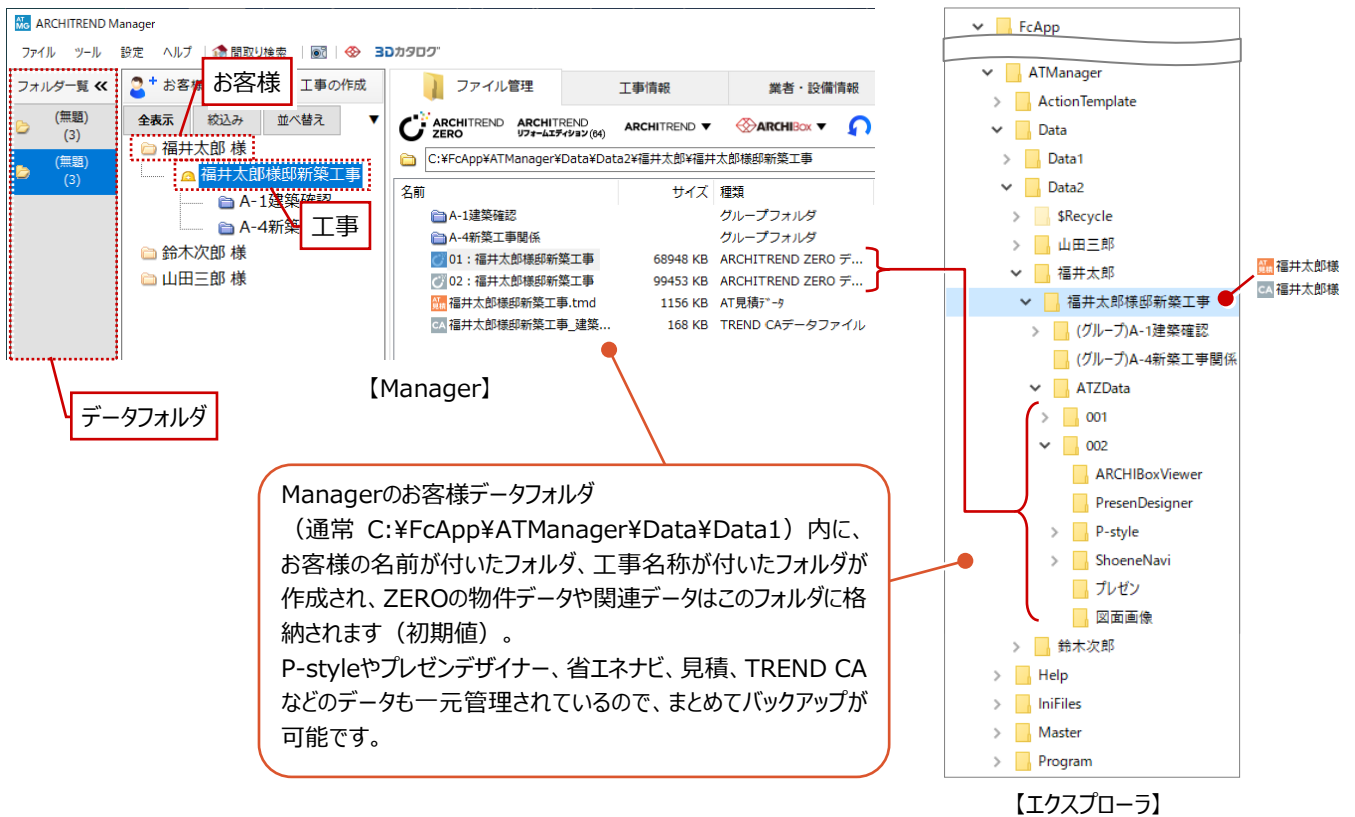 ARCHITREND Manager
ファイル ツール 設定 ヘルプ 間取り検索 3Dカタログ
フォルダ一覧 ≪
(無題)
(3)
(無題)
(3)
お客様
工事の作成
全表示 絞込み 並べ替え ▼
福井太郎 様
福井太郎様邸新築工事
A-1建築確認
A-4新築
工事
鈴木次郎 様
山田三郎 様
データフォルダ
ファイル管理 工事情報 業者・設備情報
ARCHITREND ZERO
ARCHITREND リフォームエディション(64)
ARCHITREND ▼
ARCHIBOX ▼
C:¥FcApp¥ATManager¥Data¥Data2¥福井太郎¥福井太郎様邸新築工事
名前 サイズ 種類
A-1建築確認 グループフォルダ
A-4新築工事関係 グループフォルダ
01:福井太郎様邸新築工事 68948 KB ARCHITREND ZERO デ...
02:福井太郎様邸新築工事 99453 KB ARCHITREND ZERO デ...
福井太郎様邸新築工事.tmd 1156 KB AT見積ﾃﾞｰﾀ
福井太郎様邸新築工事_建築... 168 KB TREND CAデータファイル
【Manager】
Managerのお客様データフォルダ
(通常 C:¥FcApp¥ATManager¥Data¥Data1)内に、
お客様の名前が付いたフォルダ、工事名称が付いたフォルダが
作成され、ZEROの物件データや関連データはこのフォルダに格
納されます(初期値)。
P-styleやプレゼンデザイナー、省エネナビ、見積、TREND CA
などのデータも一元管理されているので、まとめてバックアップが
可能です。
FcApp
ATManager
ActionTemplate
Data
Data1
Data2
$Recycle
山田三郎
福井太郎
福井太郎様邸新築工事
(グループ)A-1建築確認
(グループ)A-4新築工事関係
ATZData
001
002
ARCHIBoxViewer
PresenDesigner
P-style
ShoeneNavi
プレゼン
図面画像
鈴木次郎
Help
IniFiles
Master
Program
福井太郎様
CA 福井太郎様
【エクスプローラ】